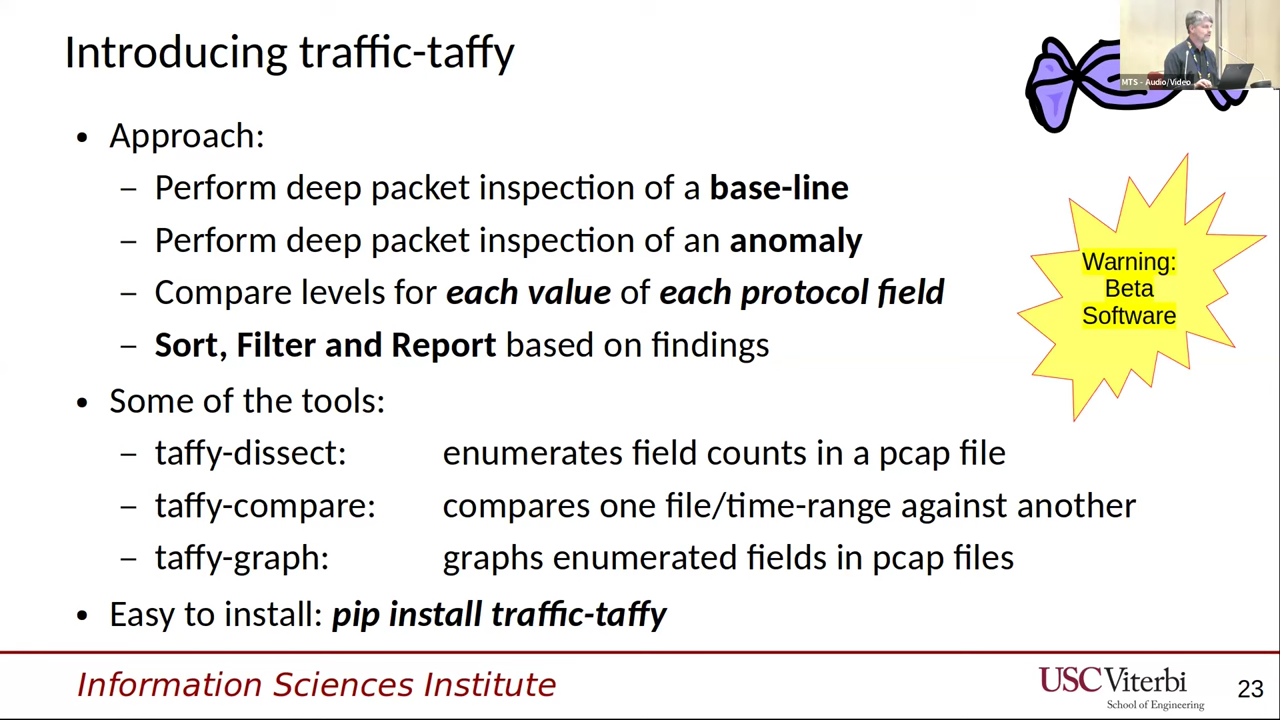 Introducing traffic-taffy
MTS - Audio/Video
• Approach:
– Perform deep packet inspection of a base-line
– Perform deep packet inspection of an anomaly
– Compare levels for each value of each protocol field
– Sort, Filter and Report based on findings
Warning:
Beta
Software
• Some of the tools:
– taffy-dissect: enumerates field counts in a pcap file
– taffy-compare: compares one file/time-range against another
– taffy-graph: graphs enumerated fields in pcap files
• Easy to install: pip install traffic-taffy
Information Sciences Institute
USC Viterbi
School of Engineering
23